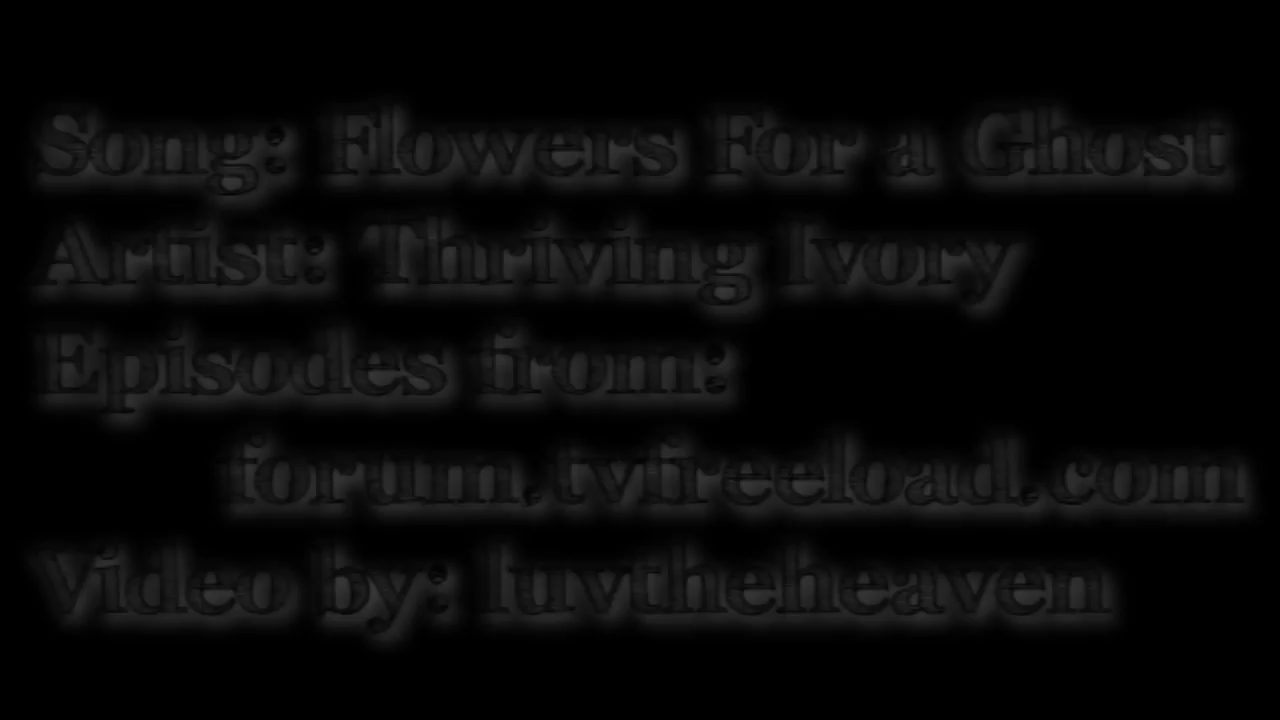 Song: Flowers For a Ghost
Artist: Thriving Ivory
Episodes from:
forum.tvfreeload.com
Video by: luvtheheaven